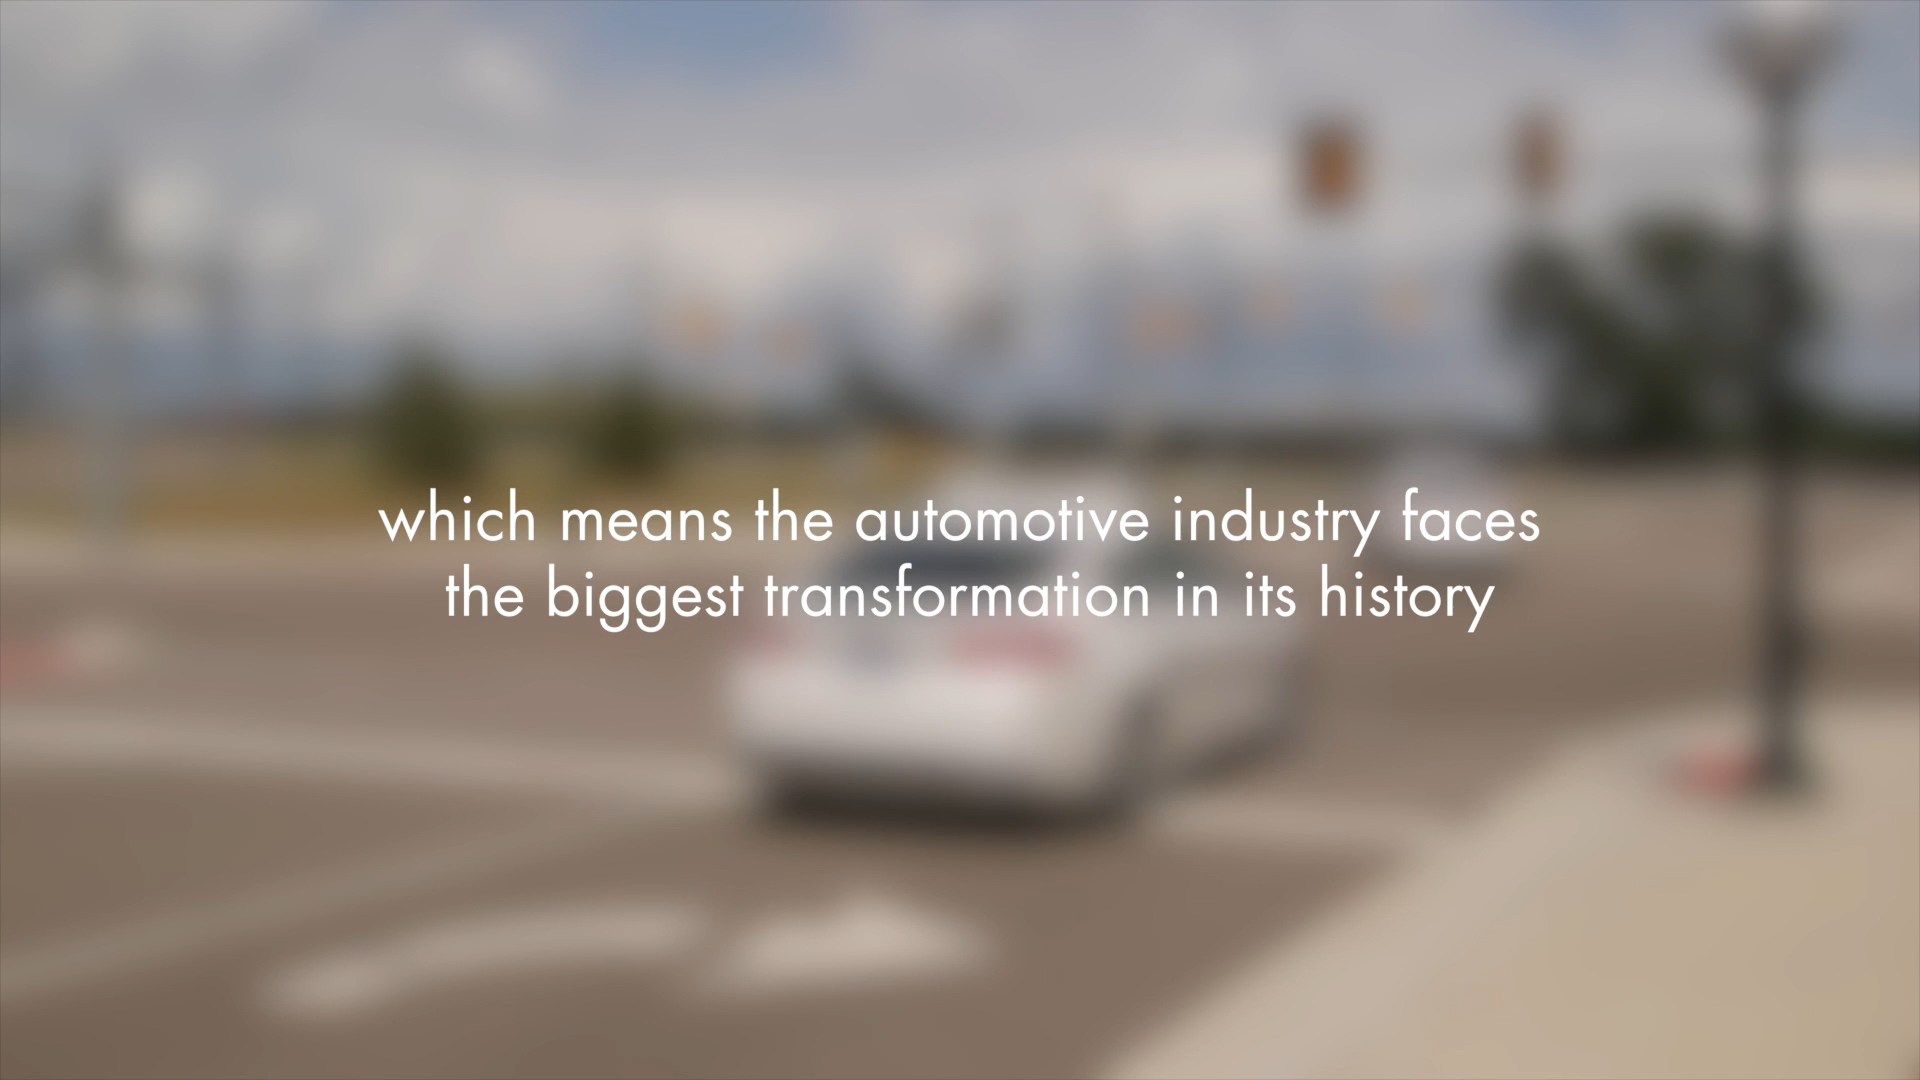 which means the automotive industry faces
the biggest transformation in its history